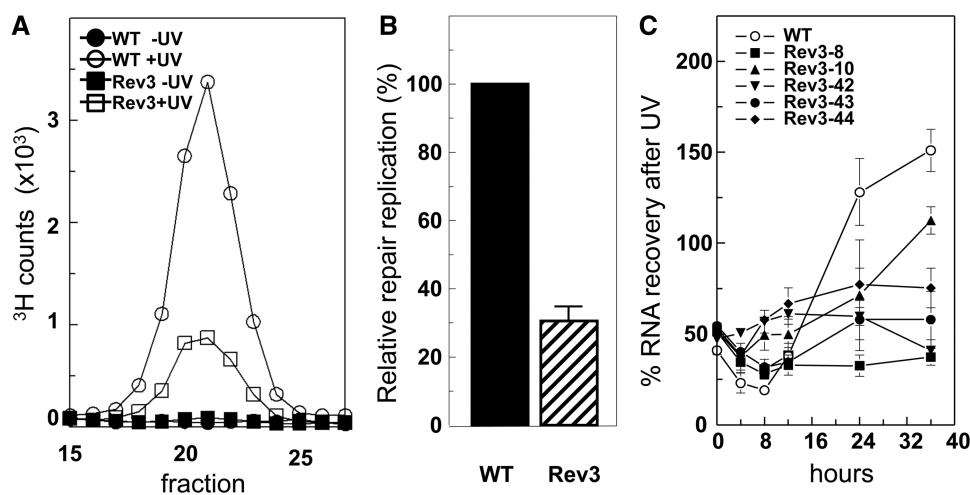 A
WT -UV
WT +UV
Rev3 -UV
Rev3+UV
³H counts (x10³)
3
2
1
0
15 20 25
fraction
B
Relative repair replication (%)
100
80
60
40
20
0
WT Rev3
C
WT
Rev3-8
Rev3-10
Rev3-42
Rev3-43
Rev3-44
% RNA recovery after UV
200
150
100
50
0
0 8 16 24 32 40
hours